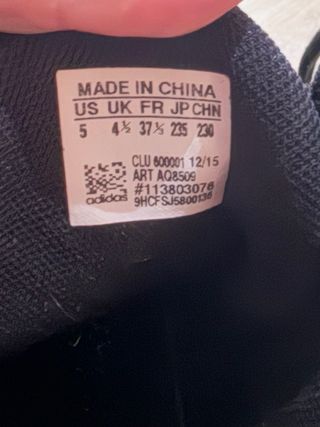 MADE IN CHINA
US UK FR JP CHN
5 4½ 37⅓ 235 230
CLU 600001 12/15
ART AQ8509
#113803076
adidas 9HCFSJ5800136